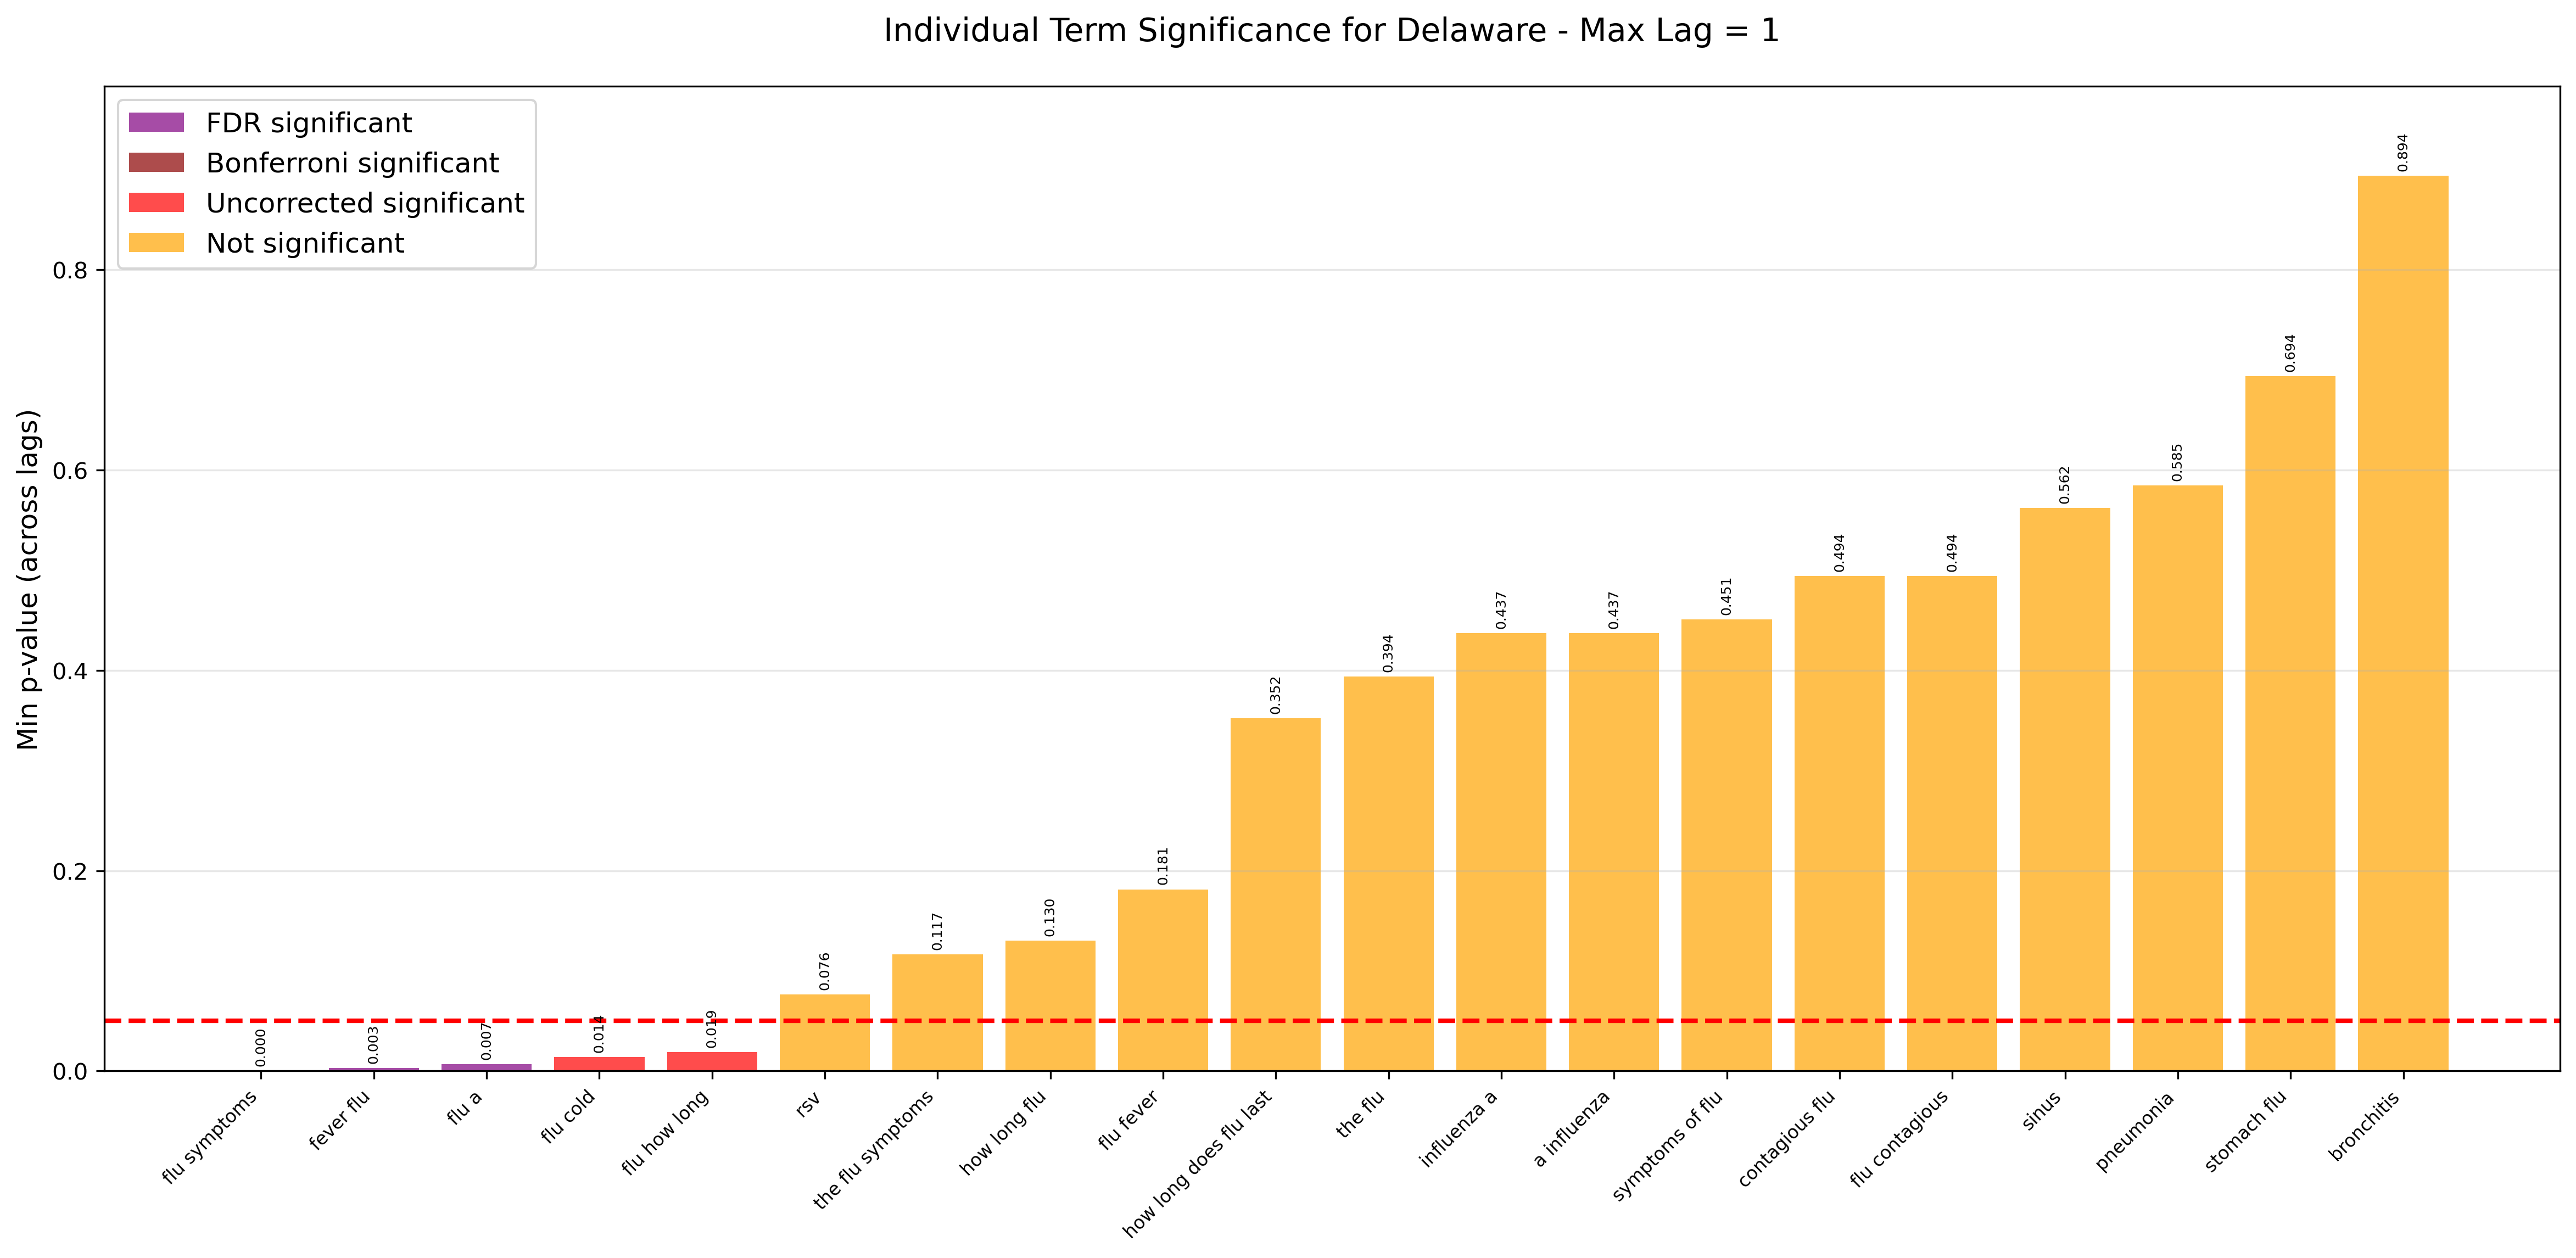 Individual Term Significance for Delaware - Max Lag = 1
FDR significant
Bonferroni significant
Uncorrected significant
Not significant
Min p-value (across lags)
0.8
0.6
0.4
0.2
0.0
0.000
0.003
0.007
0.014
0.019
0.076
0.117
0.130
0.181
0.352
0.394
0.437
0.437
0.451
0.494
0.494
0.562
0.585
0.694
0.894
flu symptoms
fever flu
flu a
flu cold
flu how long
rsv
the flu symptoms
how long flu
flu fever
how long does flu last
the flu
influenza a
a influenza
symptoms of flu
contagious flu
flu contagious
sinus
pneumonia
stomach flu
bronchitis